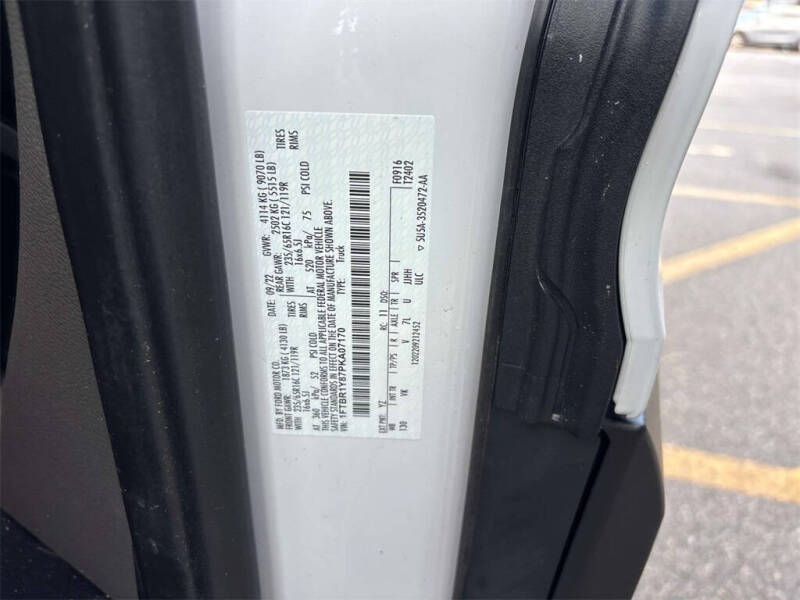 MFD. BY FORD MOTOR CO. DATE: 09/22 GVWR: 4114 KG ( 9070 LB)
FRONT GAWR: 1873 KG ( 4130 LB) REAR GAWR: 2502 KG ( 5515 LB)
WITH 235/65R16C 121/119R TIRES WITH 235/65R16C 121/119R TIRES
16x6.5J RIMS 16x6.5J RIMS
AT 360 kPa/ 52 PSI COLD AT 520 kPa/ 75 PSI COLD
THIS VEHICLE CONFORMS TO ALL APPLICABLE FEDERAL MOTOR VEHICLE
SAFETY STANDARDS IN EFFECT ON THE DATE OF MANUFACTURE SHOWN ABOVE.
VIN: 1FTBR1Y87PKA07170 TYPE: Truck
F0916
T2402
EXT PNT: YZ RC: 11 DSO:
WB INT TR TP/PS R AXLE TR SPR
130 VK V 7L U JJHH
ULC
1202209212452
▽ 5U5A-3520472-AA